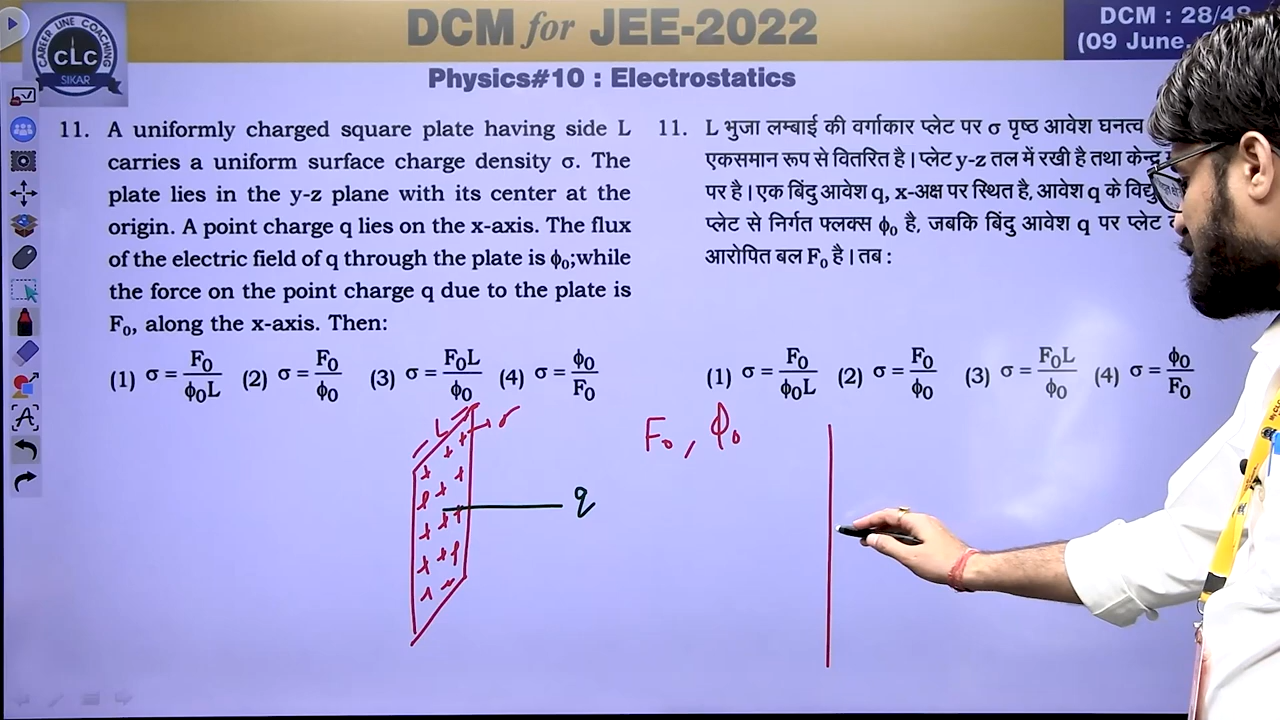 DCM for JEE-2022
DCM : 28/48
(09 June.
CAREER LINE COACHING
CLC
SIKAR
Physics#10 : Electrostatics
11. A uniformly charged square plate having side L
carries a uniform surface charge density σ. The
plate lies in the y-z plane with its center at the
origin. A point charge q lies on the x-axis. The flux
of the electric field of q through the plate is ϕ₀;while
the force on the point charge q due to the plate is
F₀, along the x-axis. Then:
(1) σ = F₀/ϕ₀L (2) σ = F₀/ϕ₀ (3) σ = F₀L/ϕ₀ (4) σ = ϕ₀/F₀
11. L भुजा लम्बाई की वर्गाकार प्लेट पर σ पृष्ठ आवेश घनत्व
एकसमान रूप से वितरित है। प्लेट y-z तल में रखी है तथा केन्द्र
पर है। एक बिंदु आवेश q, x-अक्ष पर स्थित है, आवेश q के
प्लेट से निर्गत फ्लक्स ϕ₀ है, जबकि बिंदु आवेश q पर प्लेट
आरोपित बल F₀ है। तब :
(1) σ = F₀/ϕ₀L (2) σ = F₀/ϕ₀ (3) σ = F₀L/ϕ₀ (4) σ = ϕ₀/F₀
L
σ
q
F₀, ϕ₀